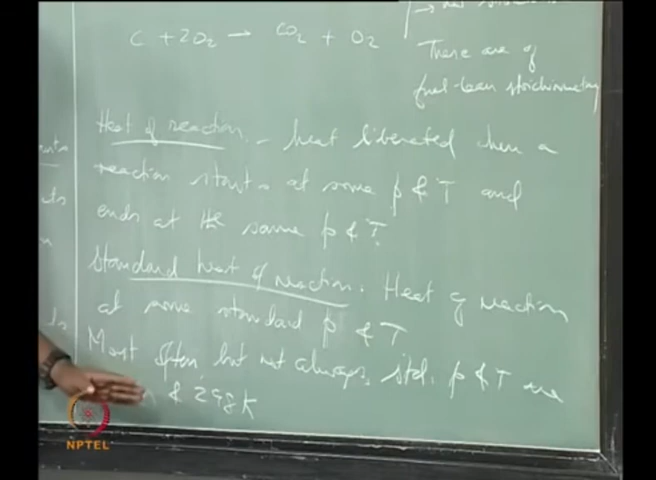 C + 2O₂ → CO₂ + O₂
There are of
fuel-lean stoichiometry
Heat of reaction. - heat liberated when a
reaction starts at some p & T and
ends at the same p & T.
Standard heat of reaction. Heat of reaction
at some standard p & T
Most often but not always, std. p & T are
& 298K
NPTEL